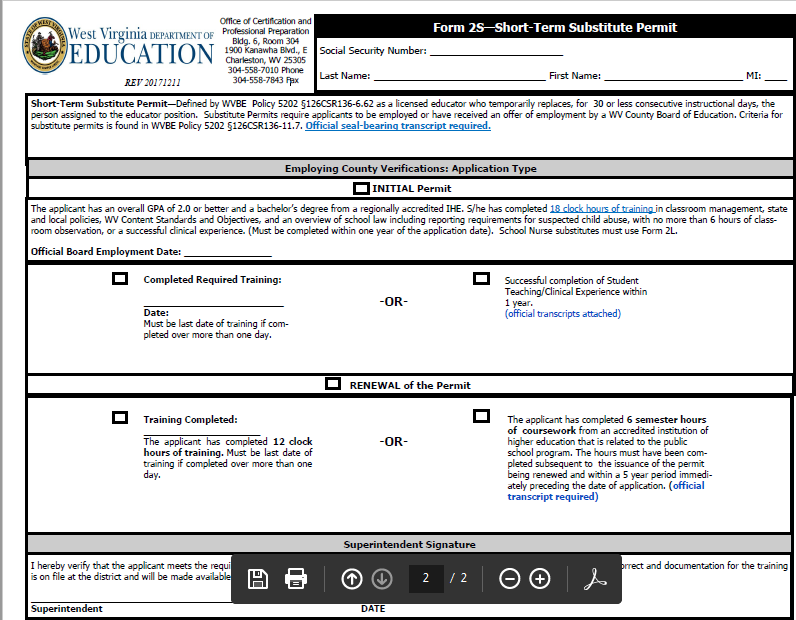 West Virginia DEPARTMENT OF
EDUCATION
REV 20171211
Office of Certification and
Professional Preparation
Bldg. 6, Room 304
1900 Kanawha Blvd., E
Charleston, WV 25305
304-558-7010 Phone
304-558-7843 Fax
Form 2S—Short-Term Substitute Permit
Social Security Number:
Last Name: First Name: MI:
Short-Term Substitute Permit—Defined by WVBE Policy 5202 §126CSR136-6.62 as a licensed educator who temporarily replaces, for 30 or less consecutive instructional days, the
person assigned to the educator position. Substitute Permits require applicants to be employed or have received an offer of employment by a WV County Board of Education. Criteria for
substitute permits is found in WVBE Policy 5202 §126CSR136-11.7. Official seal-bearing transcript required.
Employing County Verifications: Application Type
INITIAL Permit
The applicant has an overall GPA of 2.0 or better and a bachelor's degree from a regionally accredited IHE. S/he has completed 18 clock hours of training in classroom management, state
and local policies, WV Content Standards and Objectives, and an overview of school law including reporting requirements for suspected child abuse, with no more than 6 hours of class-
room observation, or a successful clinical experience. (Must be completed within one year of the application date). School Nurse substitutes must use Form 2L.
Official Board Employment Date:
Completed Required Training:
Date:
Must be last date of training if com-
pleted over more than one day.
-OR-
Successful completion of Student
Teaching/Clinical Experience within
1 year.
(official transcripts attached)
RENEWAL of the Permit
Training Completed:
The applicant has completed 12 clock
hours of training. Must be last date of
training if completed over more than one
day.
-OR-
The applicant has completed 6 semester hours
of coursework from an accredited institution of
higher education that is related to the public
school program. The hours must have been com-
pleted subsequent to the issuance of the permit
being renewed and within a 5 year period immedi-
ately preceding the date of application. (official
transcript required)
Superintendent Signature
I hereby verify that the applicant meets the requi orrect and documentation for the training
is on file at the district and will be made available
2 / 2
Superintendent DATE